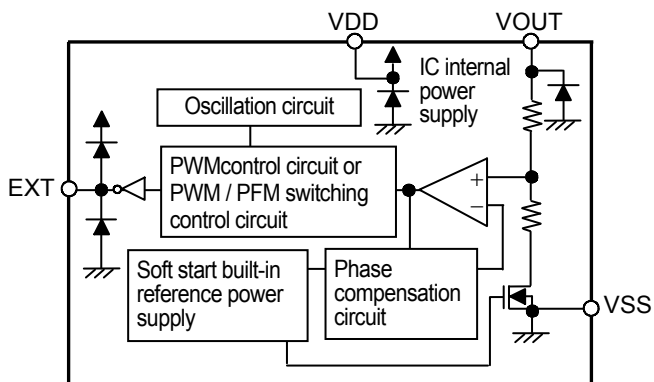 VDD
VOUT
IC internal
power
supply
Oscillation circuit
PWMcontrol circuit or
PWM / PFM switching
control circuit
EXT
+
−
Soft start built-in
reference power
supply
Phase
compensation
circuit
VSS